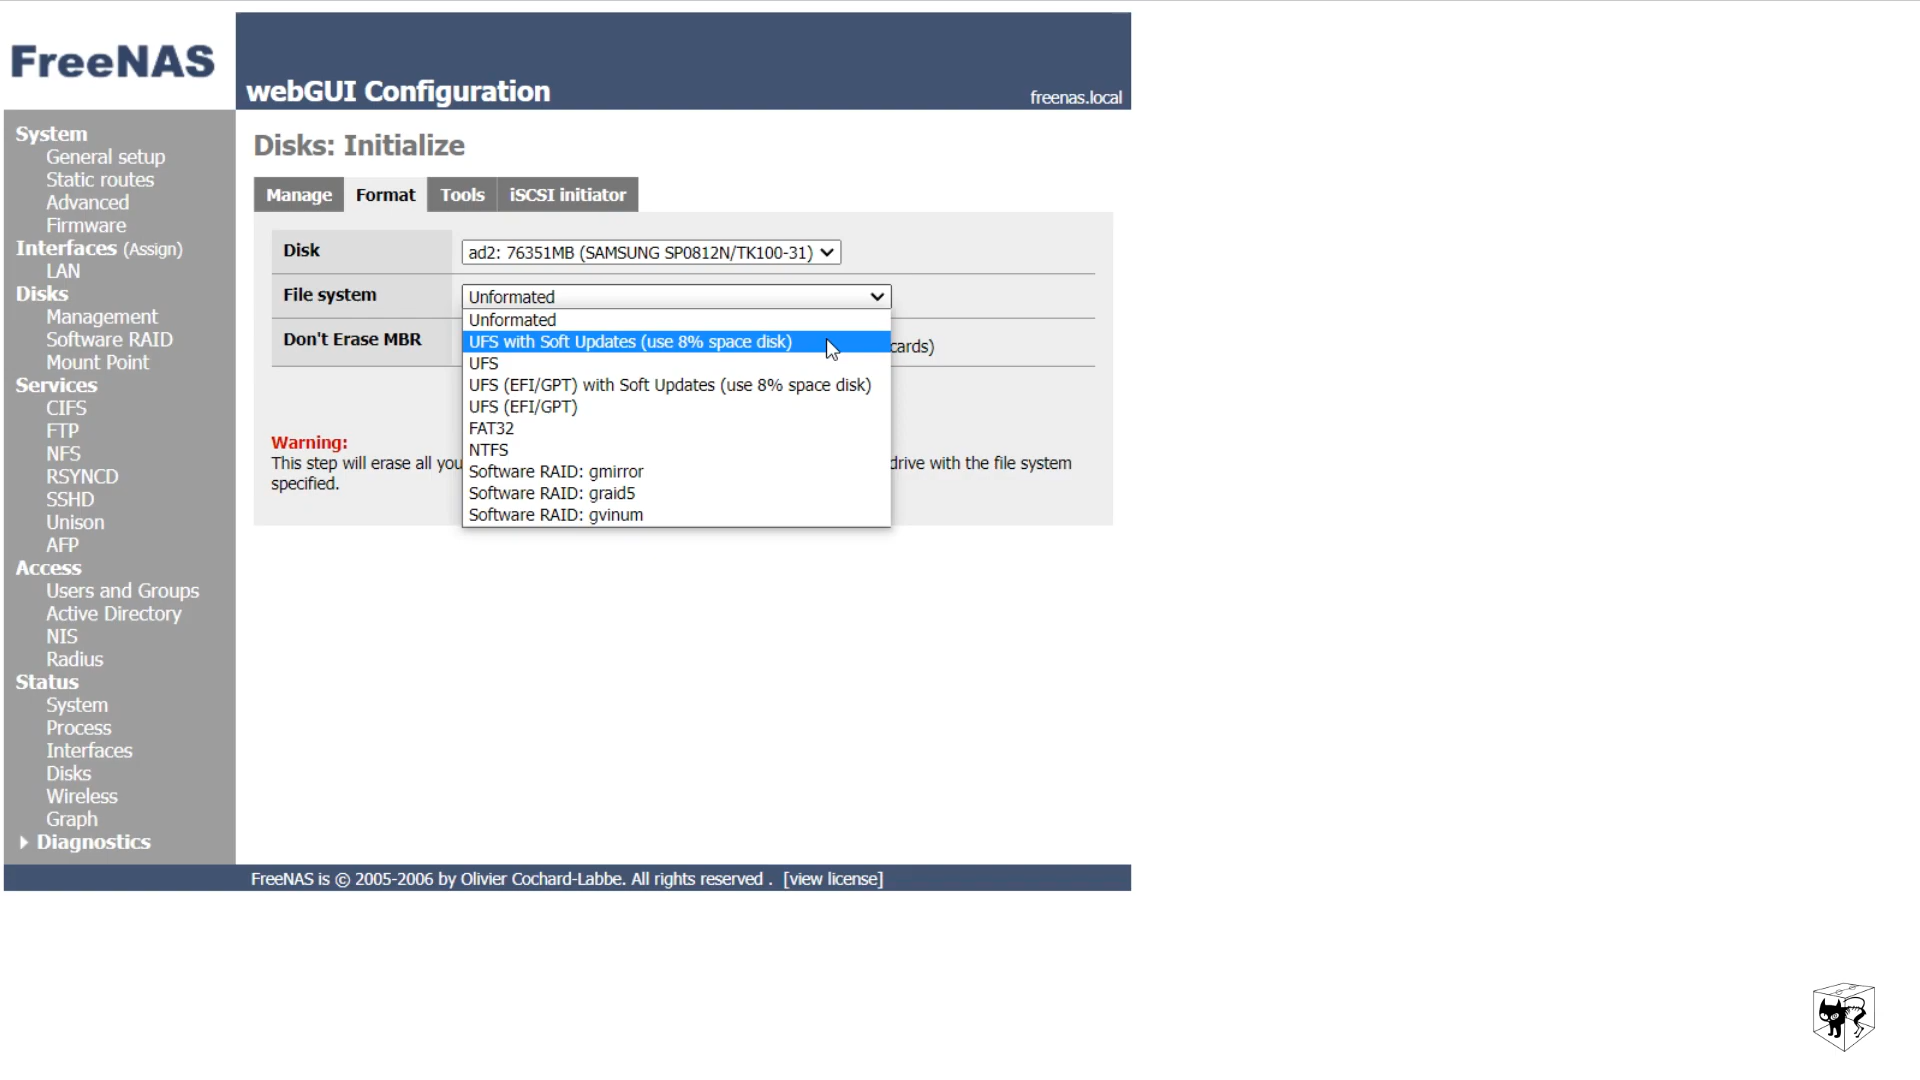 FreeNAS
webGUI Configuration
freenas.local
System
General setup
Static routes
Advanced
Firmware
Interfaces (Assign)
LAN
Disks
Management
Software RAID
Mount Point
Services
CIFS
FTP
NFS
RSYNCD
SSHD
Unison
AFP
Access
Users and Groups
Active Directory
NIS
Radius
Status
System
Process
Interfaces
Disks
Wireless
Graph
Diagnostics
Disks: Initialize
Manage Format Tools iSCSI initiator
Disk ad2: 76351MB (SAMSUNG SP0812N/TK100-31)
File system Unformated
Unformated
Don't Erase MBR UFS with Soft Updates (use 8% space disk) cards)
UFS
UFS (EFI/GPT) with Soft Updates (use 8% space disk)
UFS (EFI/GPT)
FAT32
NTFS
Software RAID: gmirror
Software RAID: graid5
Software RAID: gvinum
Warning:
This step will erase all you drive with the file system
specified.
FreeNAS is © 2005-2006 by Olivier Cochard-Labbe. All rights reserved . [view license]